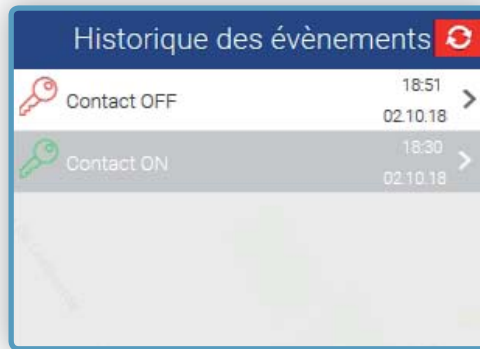 Historique des évènements
Contact OFF
18:51
02.10.18
Contact ON
18:30
02.10.18